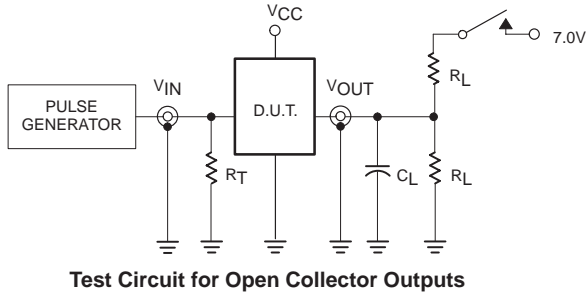 VCC
7.0V
RL
VIN
VOUT
PULSE
GENERATOR
D.U.T.
RT
CL
RL
Test Circuit for Open Collector Outputs